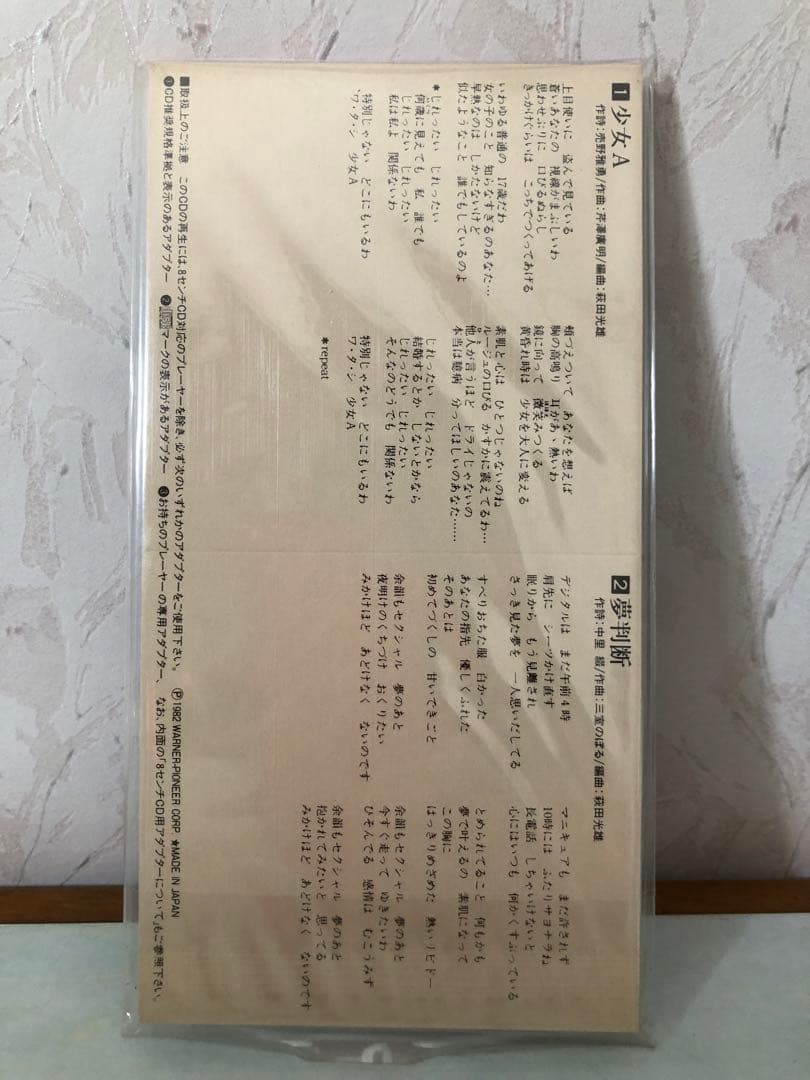 1 少女A
作詩:売野雅勇/作曲:芹澤廣明/編曲:萩田光雄
上目使いに 盗んで見ている
蒼いあなたの 視線がまぶしいわ
思わせぶりに 口びるぬらし
きっかけぐらいは こっちでつくってあげる
いわゆる普通の 17歳だわ
女の子のこと 知らなすぎるのあなた…
早熟なのは しかたないけど
似たようなこと 誰でもしているのよ
*じれったい じれったい
何歳に見えても 私 誰でも
じれったい じれったい
私は私よ 関係ないわ
特別じゃない どこにもいるわ
ワ・タ・シ 少女A
頬づえついて あなたを想えば
胸の高鳴り 耳があ、熱いわ
鏡に向って 微笑みつくる
黄昏れ時は 少女を大人に変える
素肌と心は ひとつじゃないのね
ルージュの口びる かすかに震えてるわ…
他人が言うほど ドライじゃないの
本当は臆病 分ってほしいのあなた……
じれったい じれったい
結婚するとか しないとかなら
じれったい じれったい
そんなのどうでも 関係ないわ
特別じゃない どこにもいるわ
ワ・タ・シ 少女A
*repeat
2 夢判断
作詩:中里 綴/作曲:三室のぼる/編曲:萩田光雄
デジタルは まだ午前4時
肩先に シーツかけ直す
眠りから もう見離され
さっき見た夢を 一人思いだしてる
すべりおちた服 白かった
あなたの指先 優しくふれた
そのあとは
初めてづくしの 甘いできごと
余韻もセクシャル 夢のあと
夜明けのくちづけ おくりたい
みかけほど あどけなく ないのです
マニキュアも まだ許されず
10時には ふたりサヨナラね
長電話 しちゃいけないと
心にはいつも 何かくすぶっている
とめられてること 何もかも
夢で叶えるの 素肌になって
この胸に
はっきりめざめた 熱いリビドー
余韻もセクシャル 夢のあと
今すぐ走って ゆきたいわ
ひそんでる 感情は むこうみず
余韻もセクシャル 夢のあと
抱かれてみたいと 思ってる
みかけほど あどけなく ないのです
■取扱上のご注意 このCDの再生には、8センチCD対応のプレーヤーを除き、必ず次のいずれかのアダプターをご使用下さい。 Ⓟ1982 WARNER-PIONEER CORP. ★MADE IN JAPAN
❶CD推奨規格準拠と表示のあるアダプター ❷マークの表示があるアダプター ❸お持ちのプレーヤーの専用アダプター、 なお、内面の「8センチCD用アダプターについて」もご参照下さい。